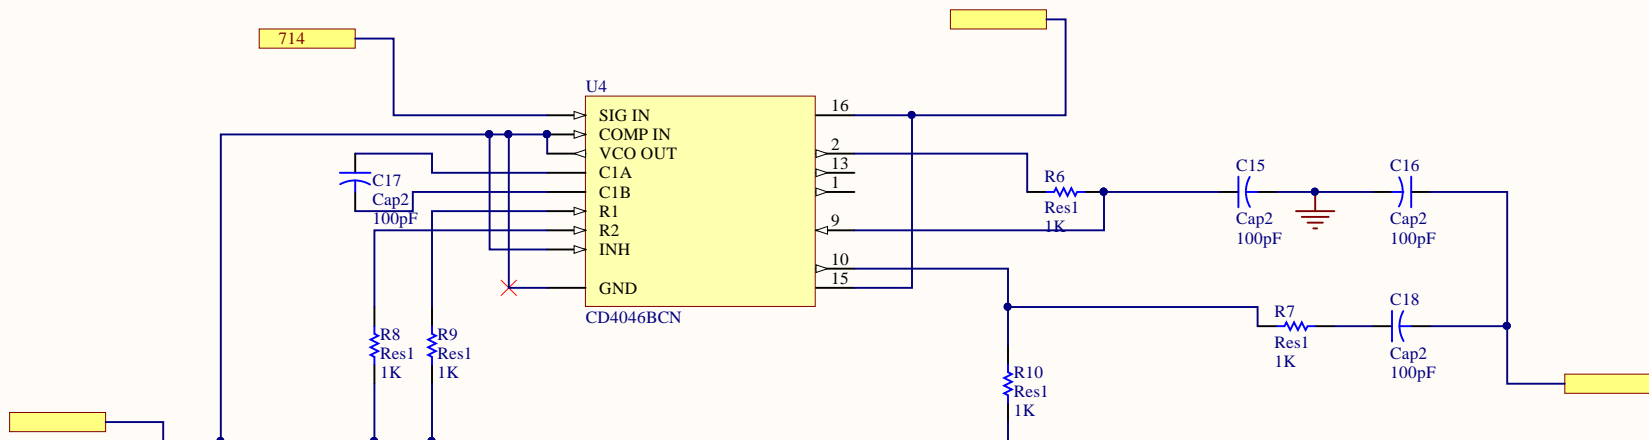 714
U4
SIG IN
COMP IN
VCO OUT
C1A
C1B
R1
R2
INH
GND
16
2
13
1
9
10
15
CD4046BCN
C17
Cap2
100pF
R6
Res1
1K
C15
Cap2
100pF
C16
Cap2
100pF
R8
Res1
1K
R9
Res1
1K
R7
Res1
1K
C18
Cap2
100pF
R10
Res1
1K